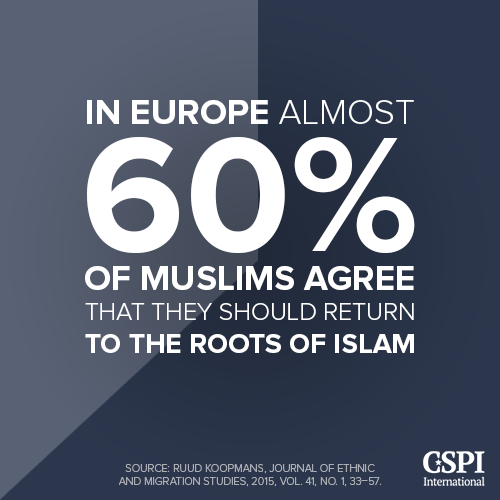 IN EUROPE ALMOST
60%
OF MUSLIMS AGREE
THAT THEY SHOULD RETURN
TO THE ROOTS OF ISLAM
SOURCE: RUUD KOOPMANS, JOURNAL OF ETHNIC
AND MIGRATION STUDIES, 2015, VOL. 41, NO. 1, 33–57.
CSPI
International